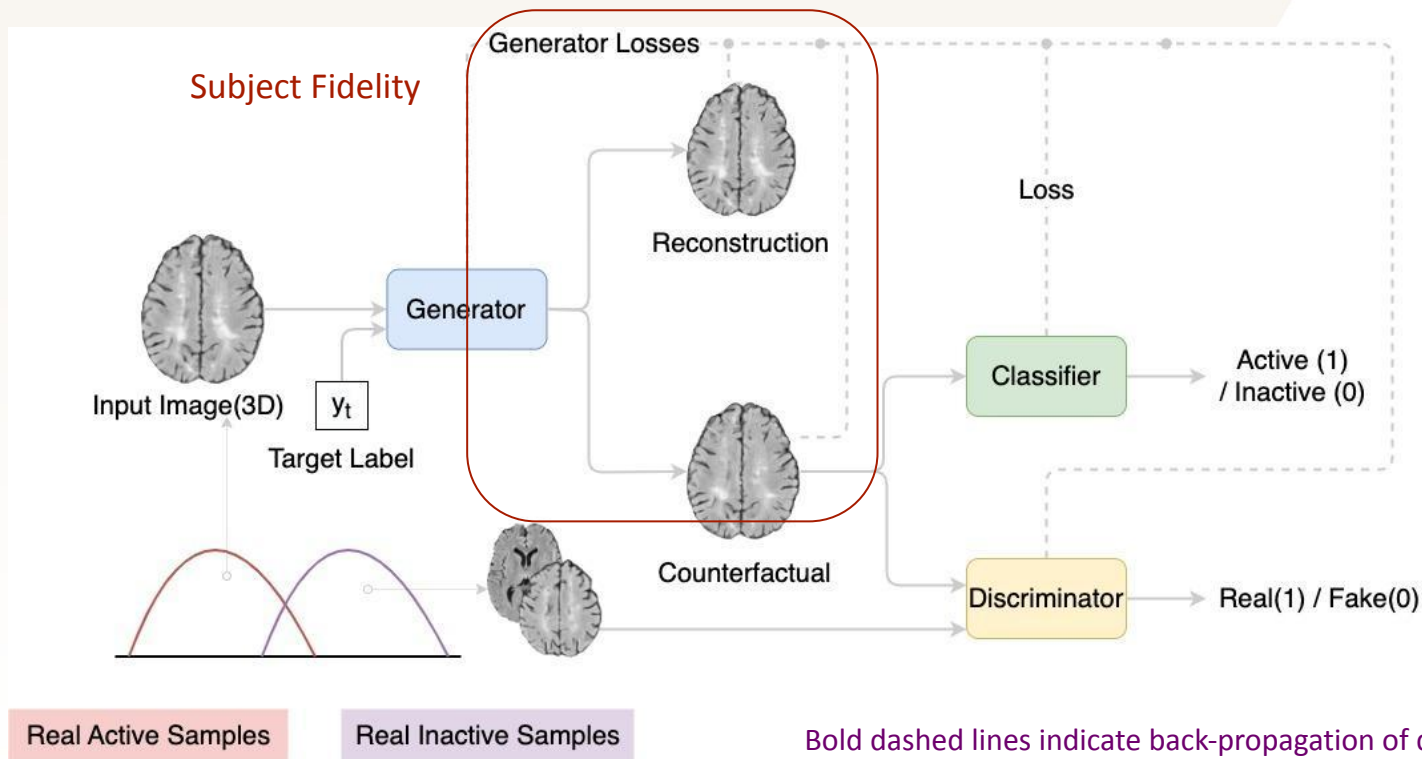 Generator Losses
Subject Fidelity
Loss
Reconstruction
Generator
Input Image(3D)
y_t
Target Label
Classifier
Active (1)
/ Inactive (0)
Counterfactual
Discriminator
Real(1) / Fake(0)
Real Active Samples
Real Inactive Samples
Bold dashed lines indicate back-propagation of